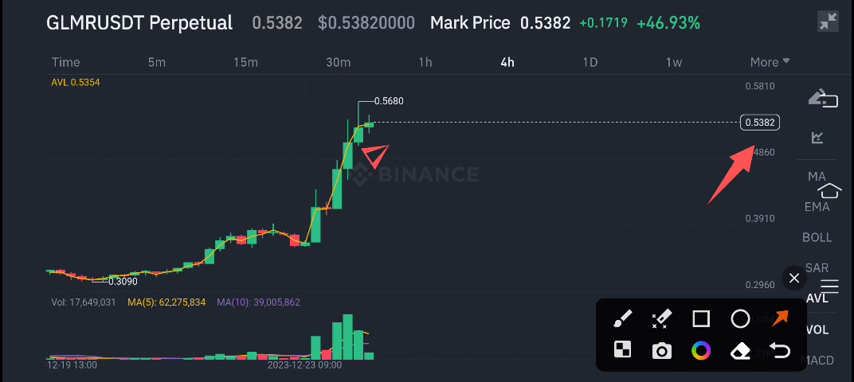 GLMRUSDT Perpetual 0.5382 $0.53820000 Mark Price 0.5382 +0.1719 +46.93%
Time 5m 15m 30m 1h 4h 1D 1w More
AVL 0.5354
0.5810
0.5680
0.5382
4860
BINANCE
MA
EMA
0.3910
BOLL
SAR
0.3090
0.2960
AVL
Vol: 17,649,031 MA(5): 62,275,834 MA(10): 39,005,862
VOL
MACD
12-19 13:00 2023-12-23 09:00